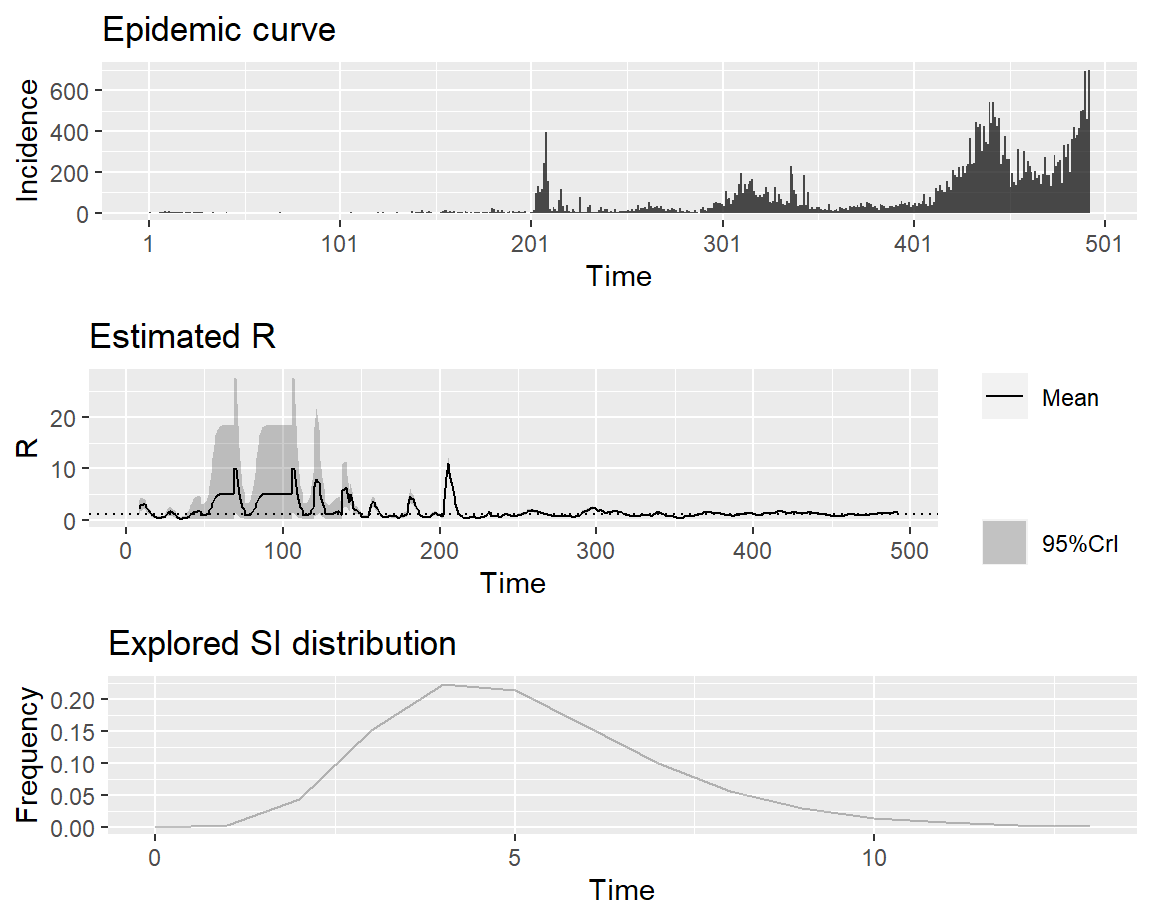 Epidemic curve
Incidence
600
400
200
0
1 101 201 301 401 501
Time
Estimated R
R
20
10
0
0 100 200 300 400 500
Time
Mean
95%CrI
Explored SI distribution
Frequency
0.20
0.15
0.10
0.05
0.00
0 5 10
Time